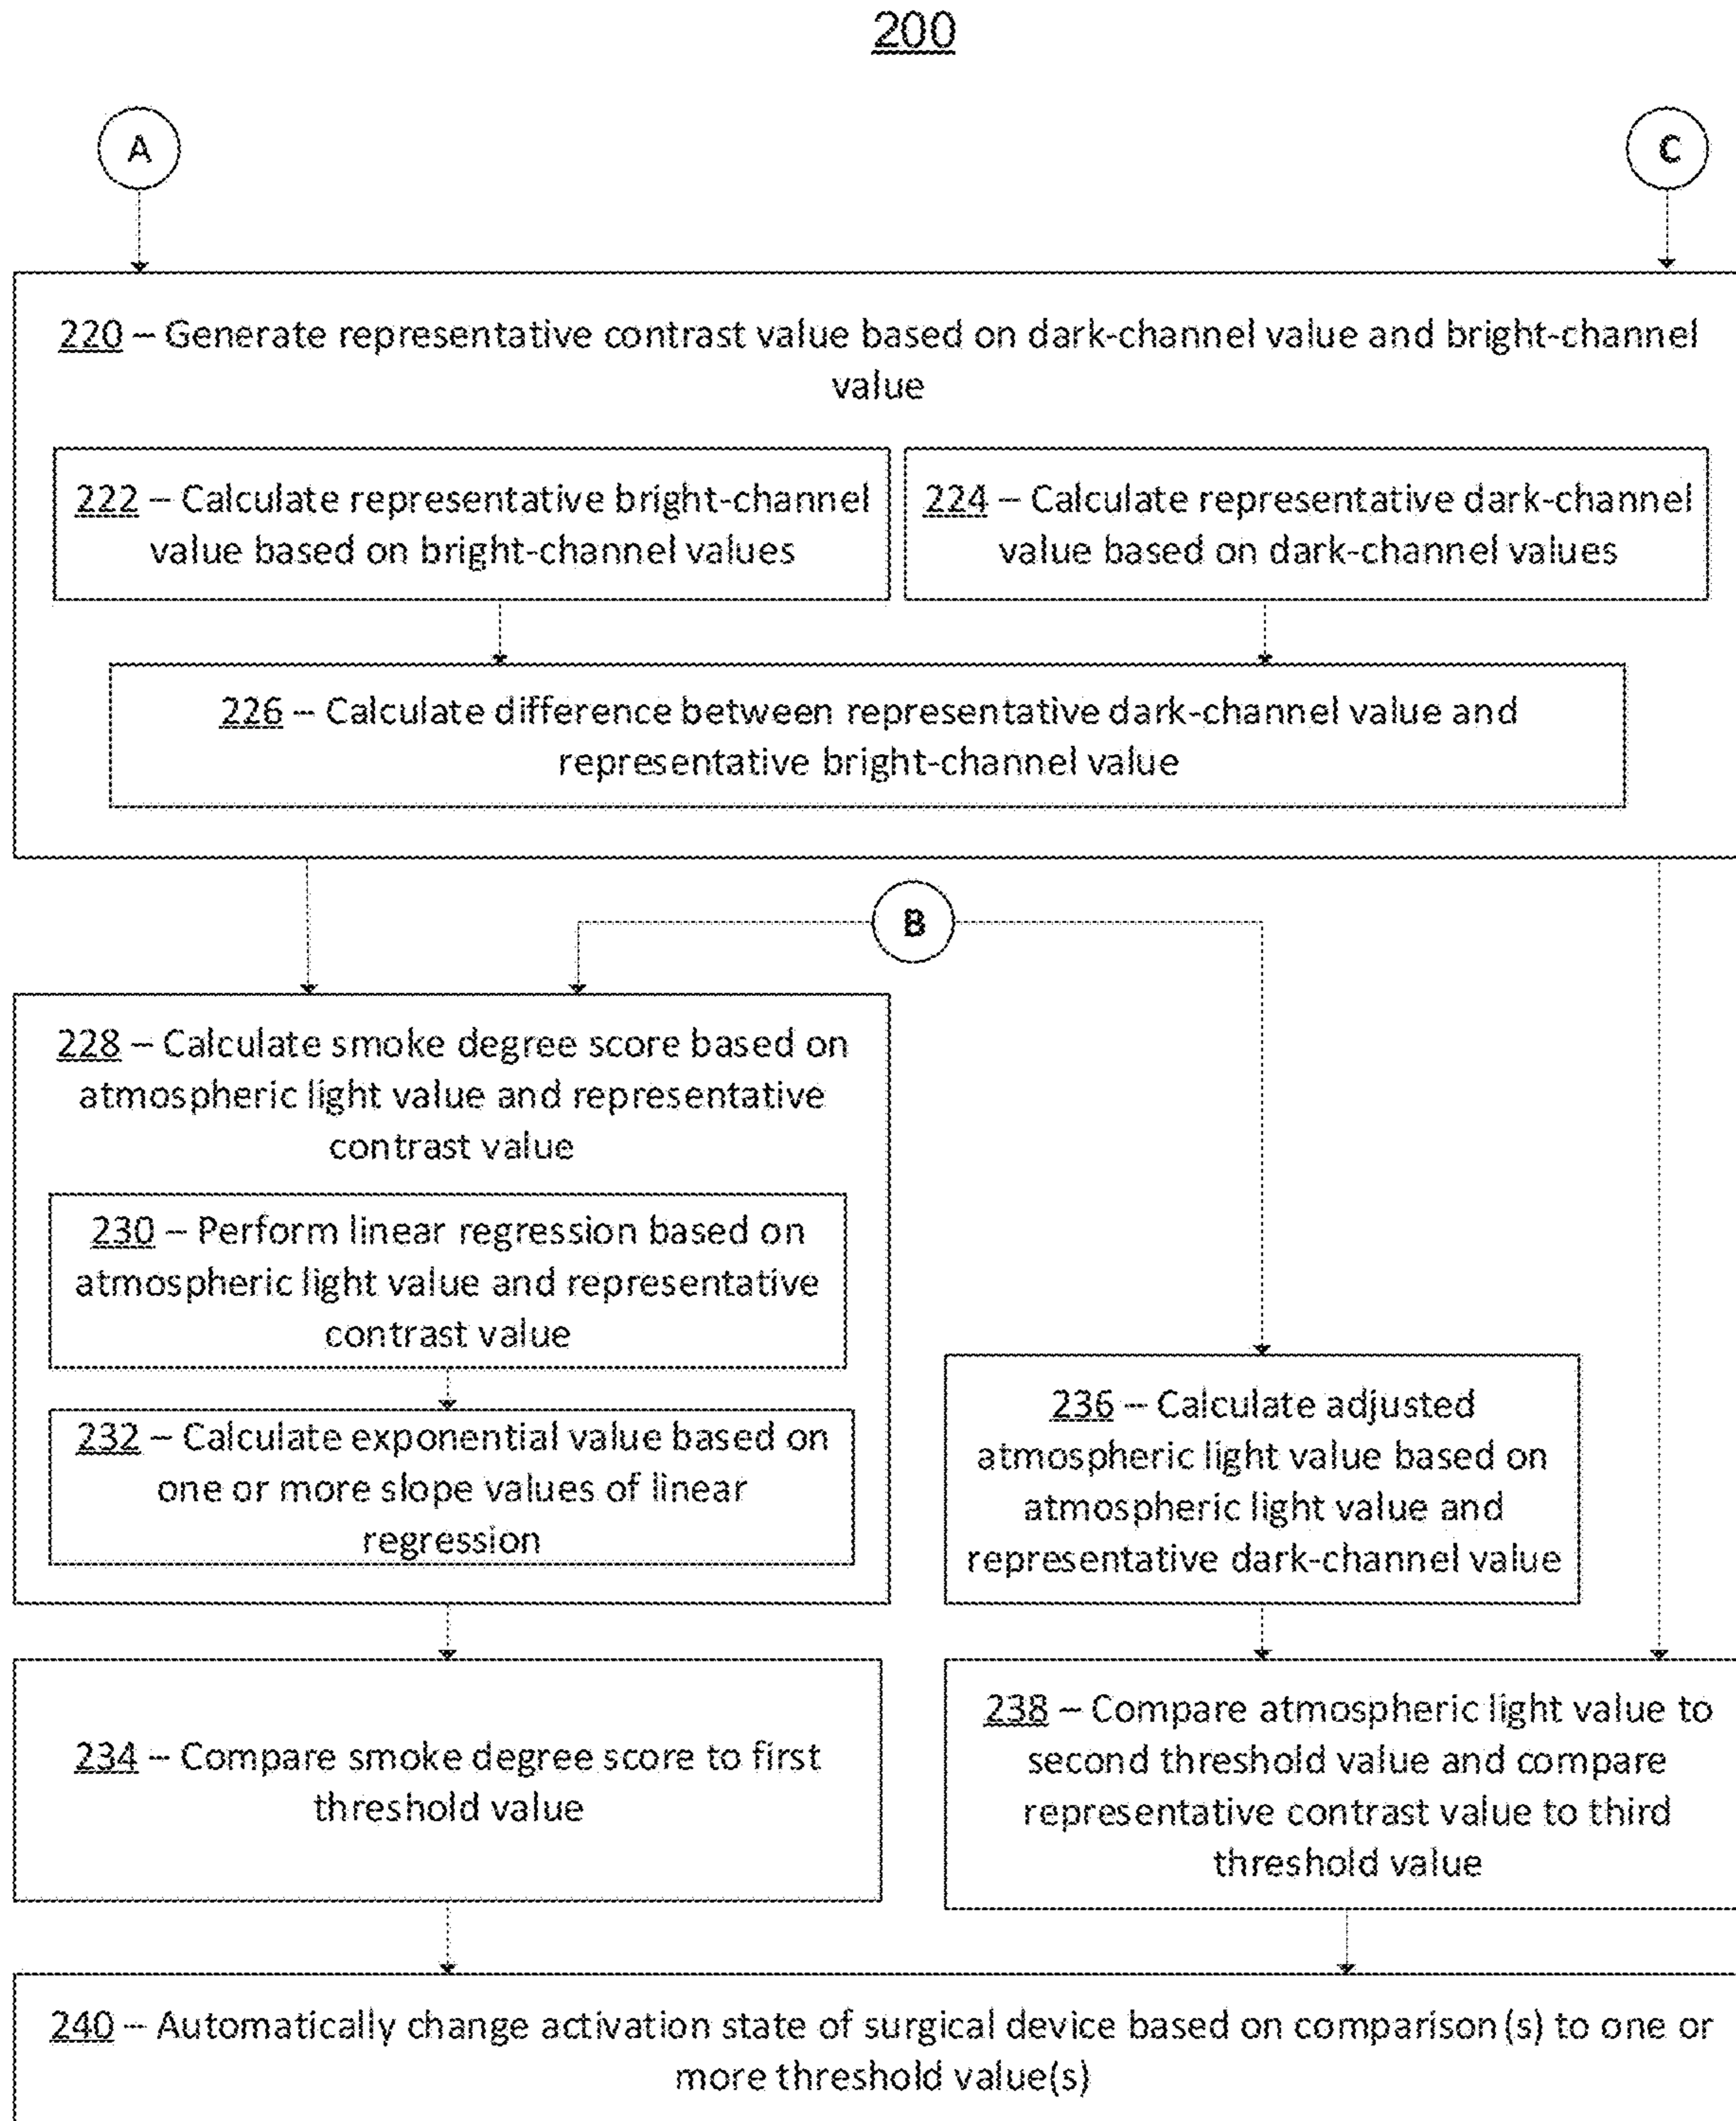 200
A
C
220 – Generate representative contrast value based on dark-channel value and bright-channel
value
222 – Calculate representative bright-channel
value based on bright-channel values
224 – Calculate representative dark-channel
value based on dark-channel values
226 – Calculate difference between representative dark-channel value and
representative bright-channel value
B
228 – Calculate smoke degree score based on
atmospheric light value and representative
contrast value
230 – Perform linear regression based on
atmospheric light value and representative
contrast value
232 – Calculate exponential value based on
one or more slope values of linear
regression
236 – Calculate adjusted
atmospheric light value based on
atmospheric light value and
representative dark-channel value
234 – Compare smoke degree score to first
threshold value
238 – Compare atmospheric light value to
second threshold value and compare
representative contrast value to third
threshold value
240 – Automatically change activation state of surgical device based on comparison(s) to one or
more threshold value(s)